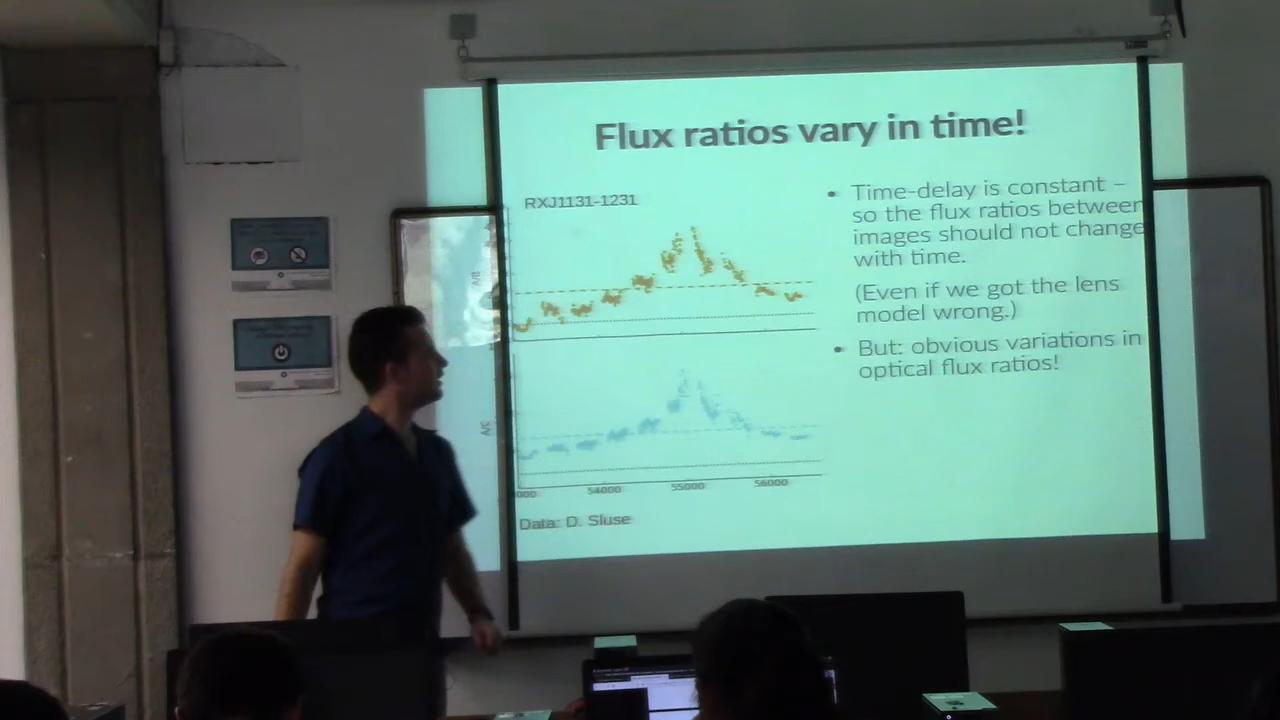 Flux ratios vary in time!
RXJ1131-1231
A/B
A/C
000 54000 55000 56000
Data: D. Sluse
• Time-delay is constant –
so the flux ratios between
images should not change
with time.
(Even if we got the lens
model wrong.)
• But: obvious variations in
optical flux ratios!